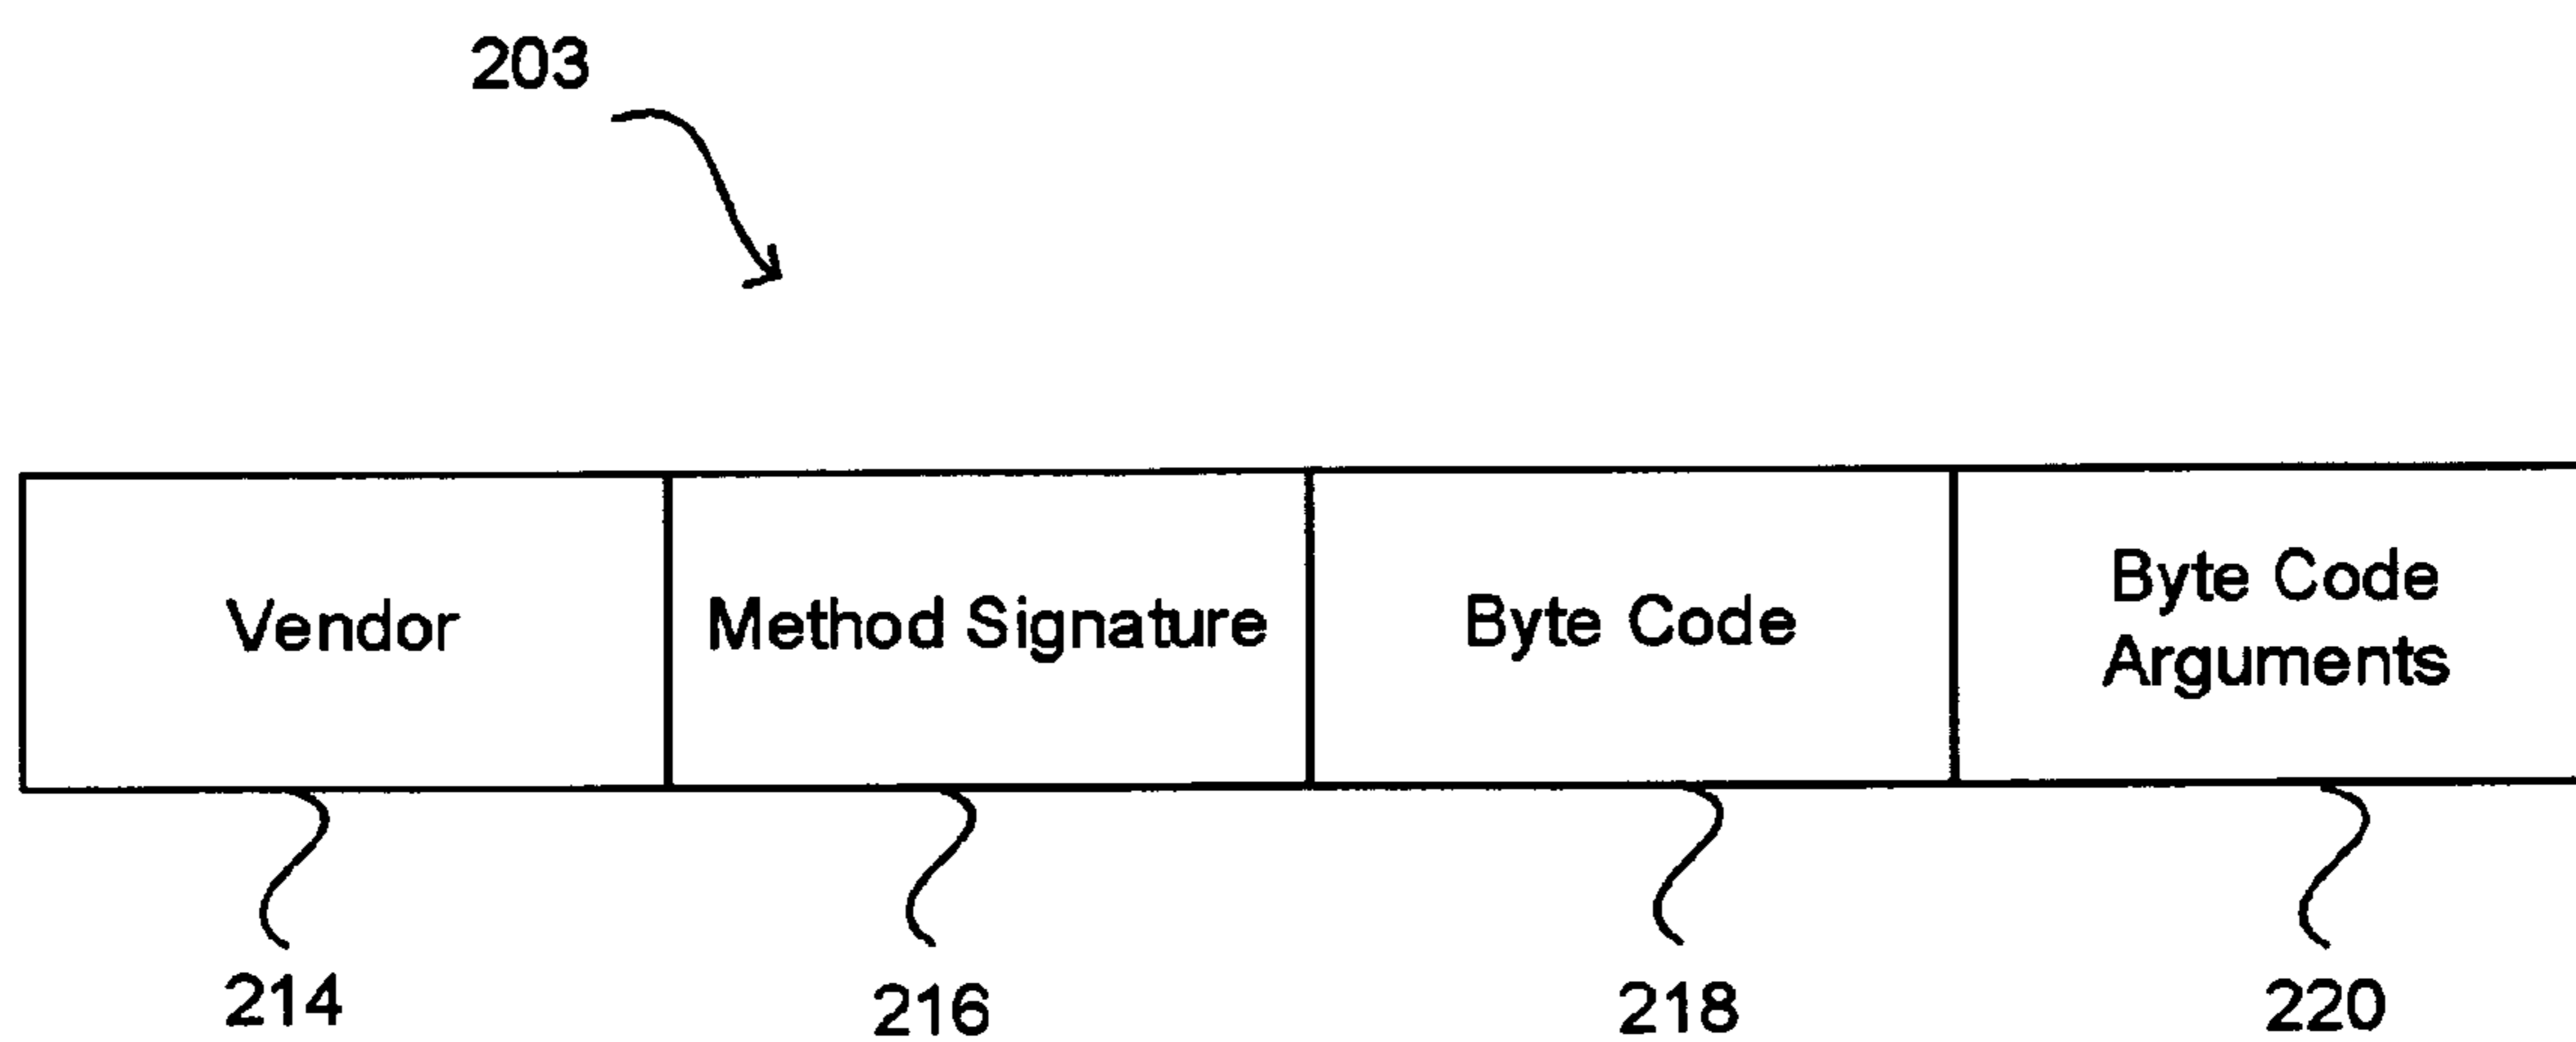 203
Vendor
Method Signature
Byte Code
Byte Code
Arguments
214
216
218
220